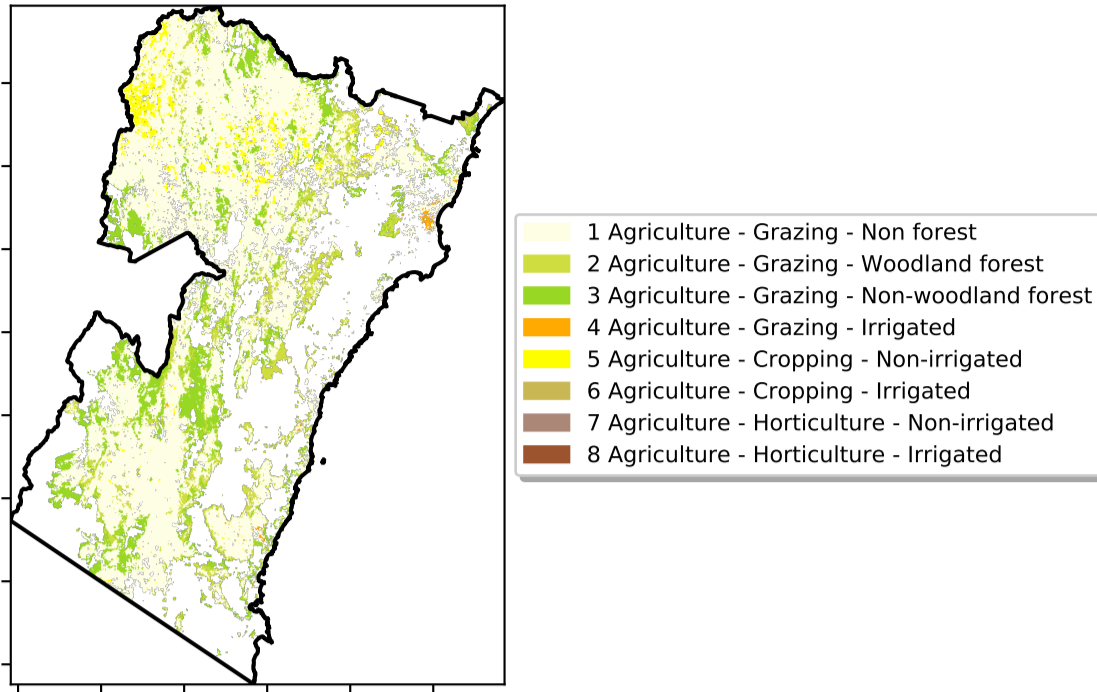 1 Agriculture - Grazing - Non forest
2 Agriculture - Grazing - Woodland forest
3 Agriculture - Grazing - Non-woodland forest
4 Agriculture - Grazing - Irrigated
5 Agriculture - Cropping - Non-irrigated
6 Agriculture - Cropping - Irrigated
7 Agriculture - Horticulture - Non-irrigated
8 Agriculture - Horticulture - Irrigated